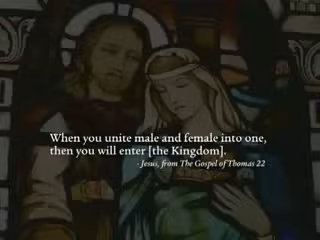 When you unite male and female into one,
then you will enter [the Kingdom].
- Jesus, from The Gospel of Thomas 22